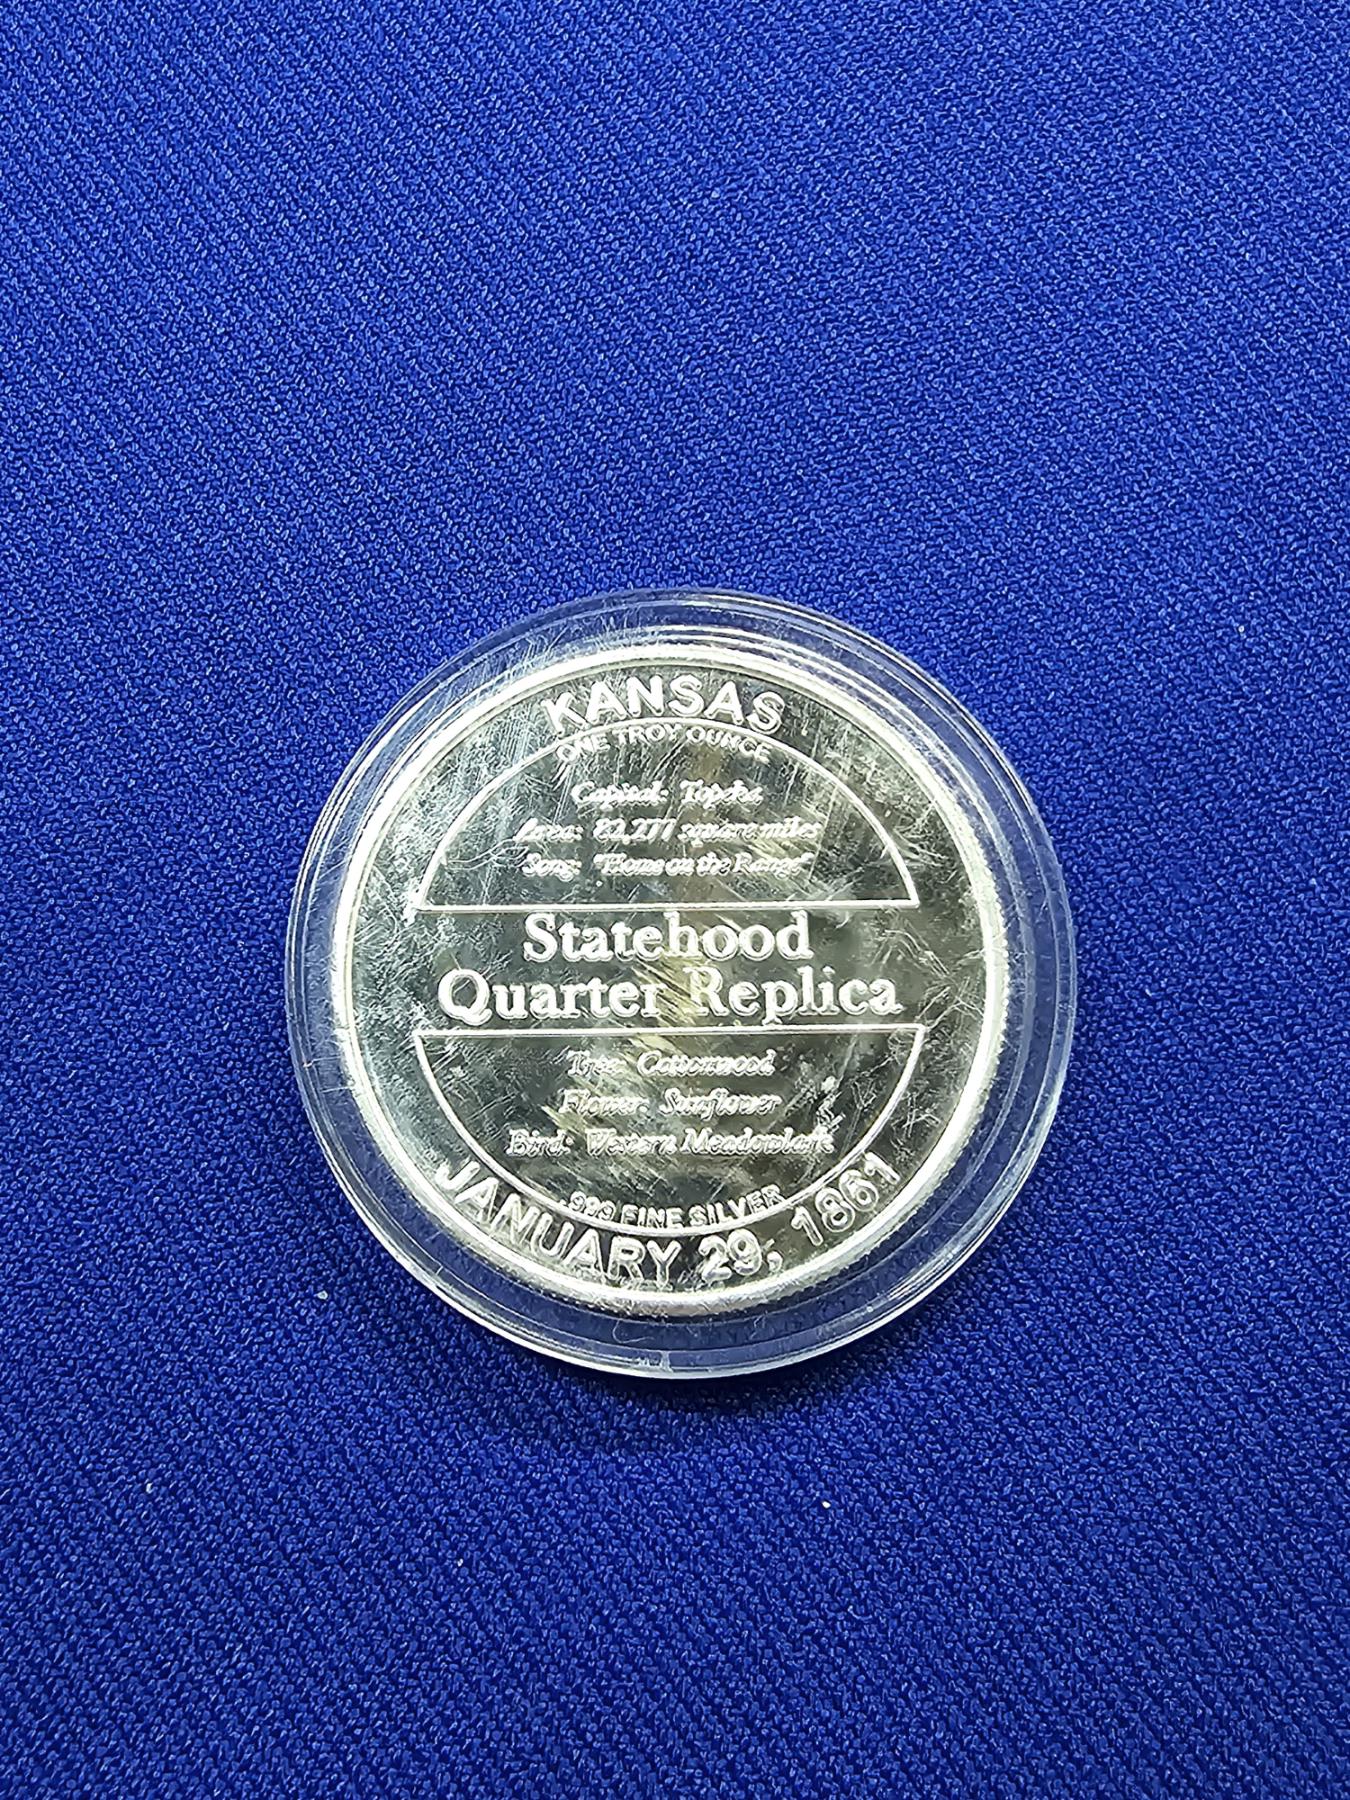 KANSAS
ONE TROY OUNCE
Capital: Topeka
Area: 82,277 square miles
Song: "Home on the Range"
Statehood
Quarter Replica
Tree: Cottonwood
Flower: Sunflower
Bird: Western Meadowlark
.999 FINE SILVER
JANUARY 29, 1861